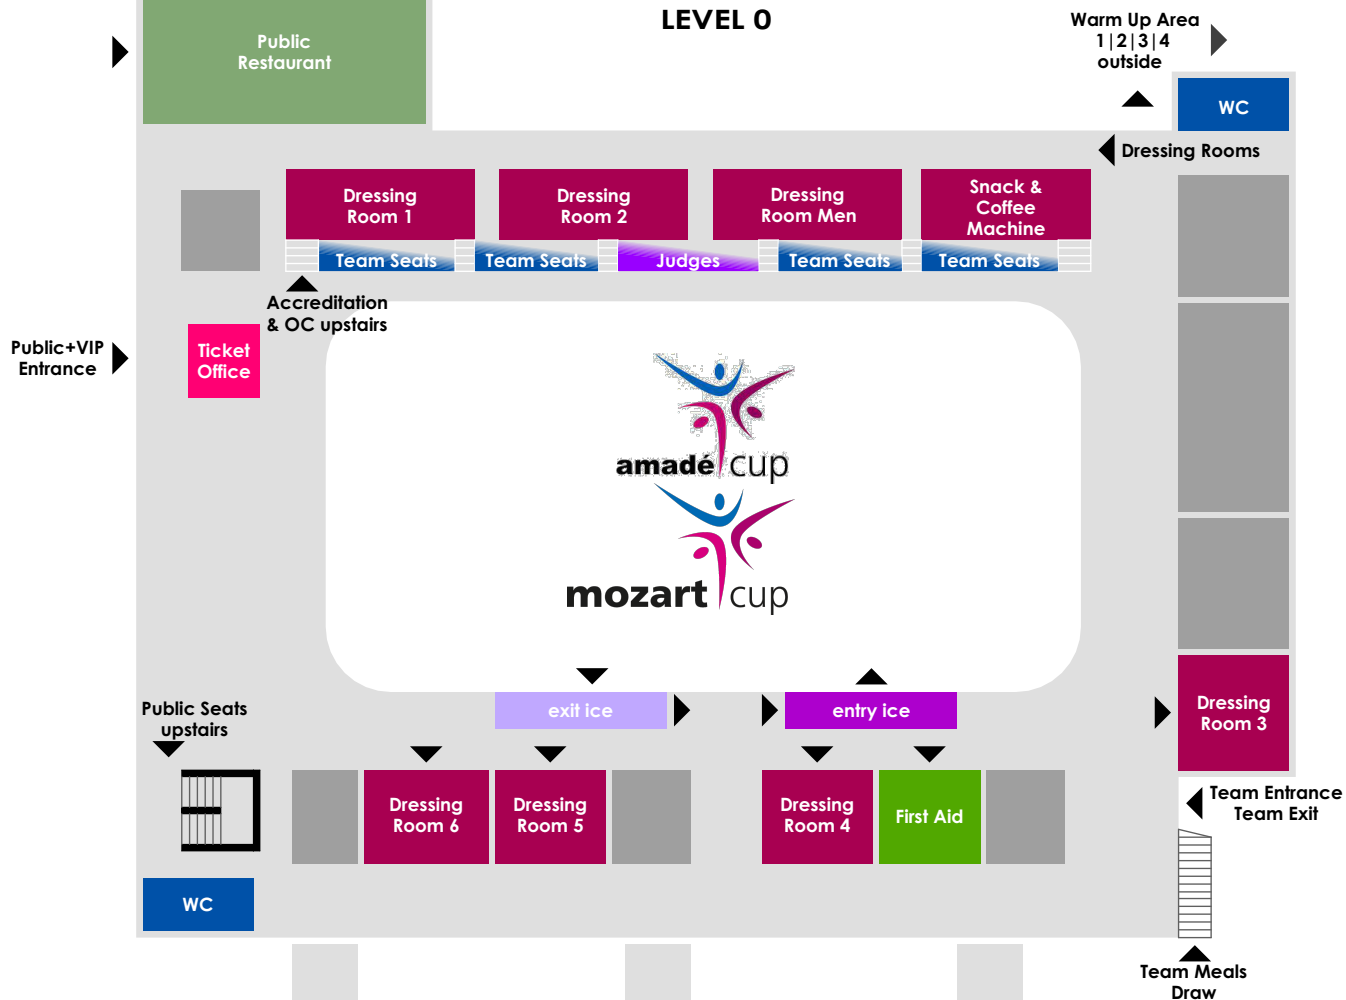 LEVEL 0
Warm Up Area
1|2|3|4
outside
Public
Restaurant
WC
Dressing Rooms
Dressing
Room 1
Dressing
Room 2
Dressing
Room Men
Snack &
Coffee
Machine
Team Seats
Team Seats
Judges
Team Seats
Team Seats
Accreditation
& OC upstairs
Public+VIP
Entrance
Ticket
Office
amadé cup
mozart cup
exit ice
entry ice
Dressing
Room 3
Public Seats
upstairs
Dressing
Room 6
Dressing
Room 5
Dressing
Room 4
First Aid
Team Entrance
Team Exit
WC
Team Meals
Draw